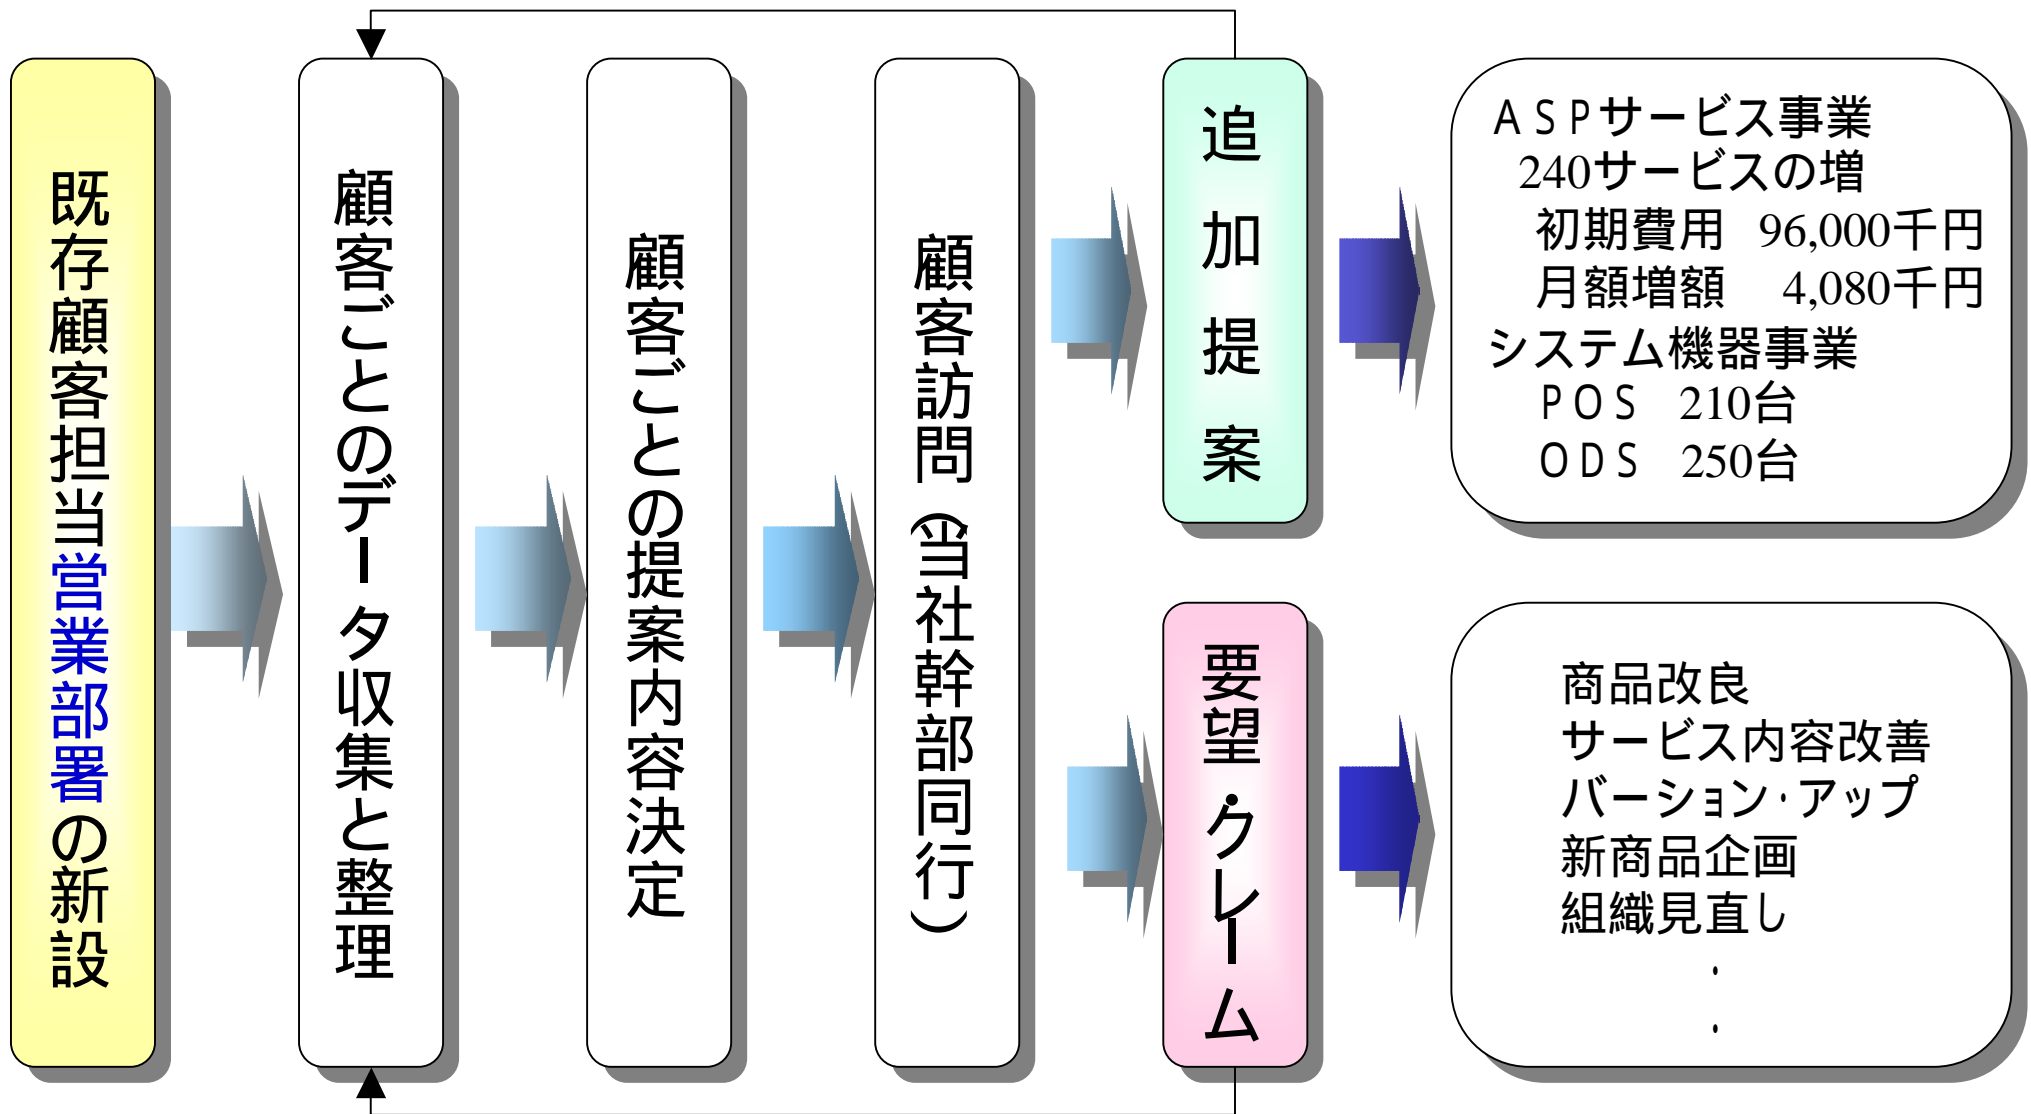 既存顧客担当営業部署の新設
顧客ごとのデータ収集と整理
顧客ごとの提案内容決定
顧客訪問(当社幹部同行)
追加提案
ASPサービス事業
240サービスの増
初期費用 96,000千円
月額増額 4,080千円
システム機器事業
POS 210台
ODS 250台
要望・クレーム
商品改良
サービス内容改善
バーション・アップ
新商品企画
組織見直し
・
・